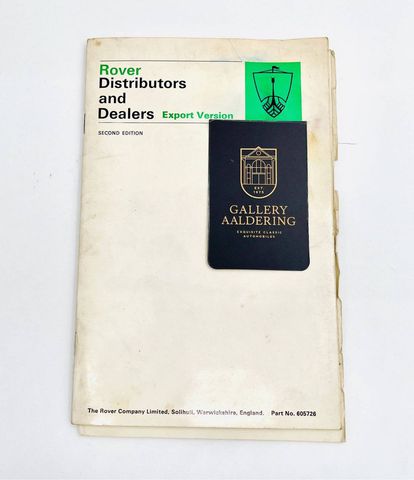 Rover
Distributors
and
Dealers Export Version
SECOND EDITION
EST.
1975
GALLERY
AALDERING
EXQUISITE CLASSIC
AUTOMOBILES
The Rover Company Limited, Solihull, Warwickshire, England. Part No. 605726